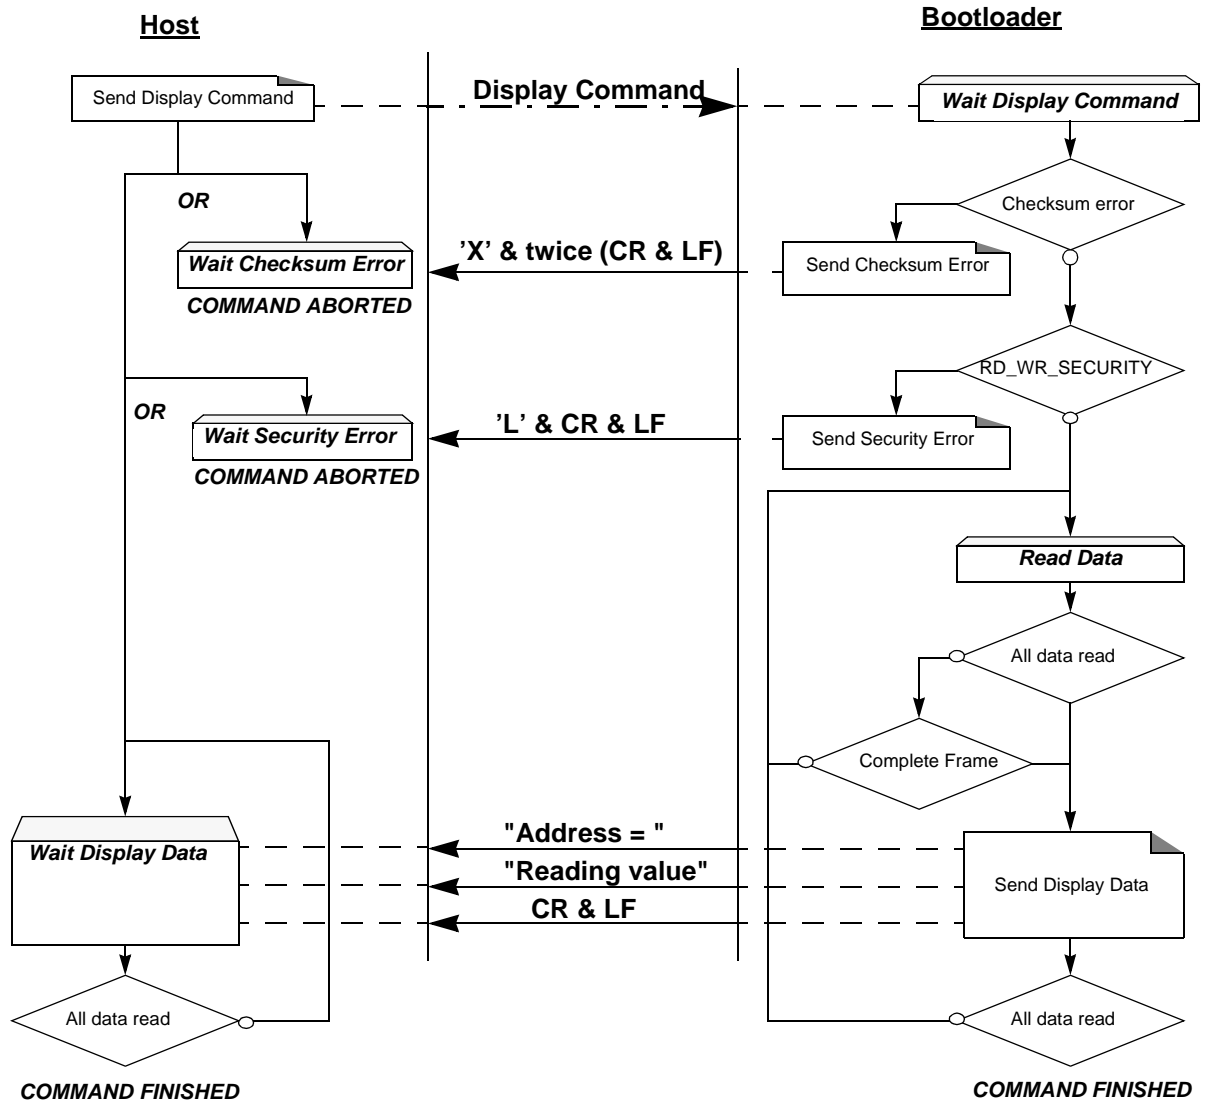 Host
Bootloader
Send Display Command
Display Command
Wait Display Command
OR
Checksum error
Wait Checksum Error
’X’ & twice (CR & LF)
Send Checksum Error
COMMAND ABORTED
RD_WR_SECURITY
OR
Wait Security Error
’L’ & CR & LF
Send Security Error
COMMAND ABORTED
Read Data
All data read
Complete Frame
Wait Display Data
"Address = "
"Reading value"
CR & LF
Send Display Data
All data read
All data read
COMMAND FINISHED
COMMAND FINISHED